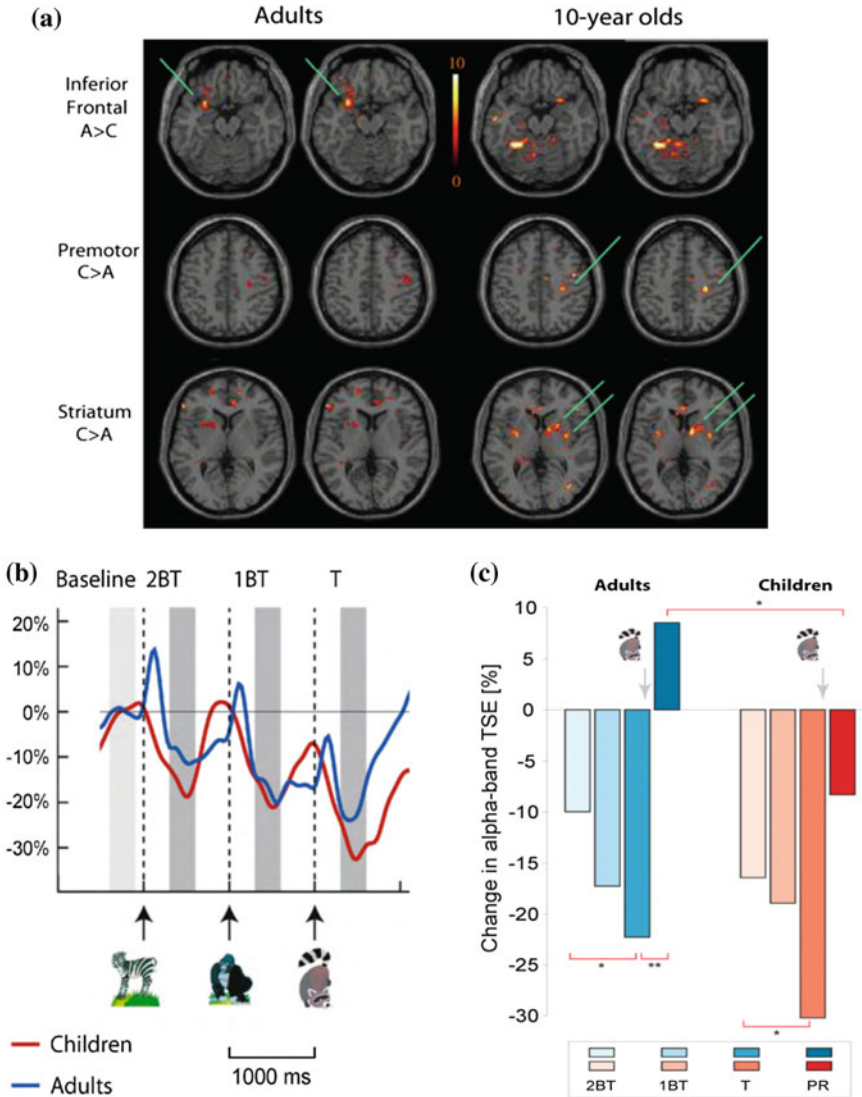 (a)
Adults 10-year olds
Inferior
Frontal
A>C
10
0
Premotor
C>A
Striatum
C>A
(b)
Baseline 2BT 1BT T
20%
10%
0%
-10%
-20%
-30%
Children
Adults
1000 ms
(c)
Adults Children
Change in alpha-band TSE [%]
10
5
0
-5
-10
-15
-20
-25
-30
*
*
**
*
2BT 1BT T PR